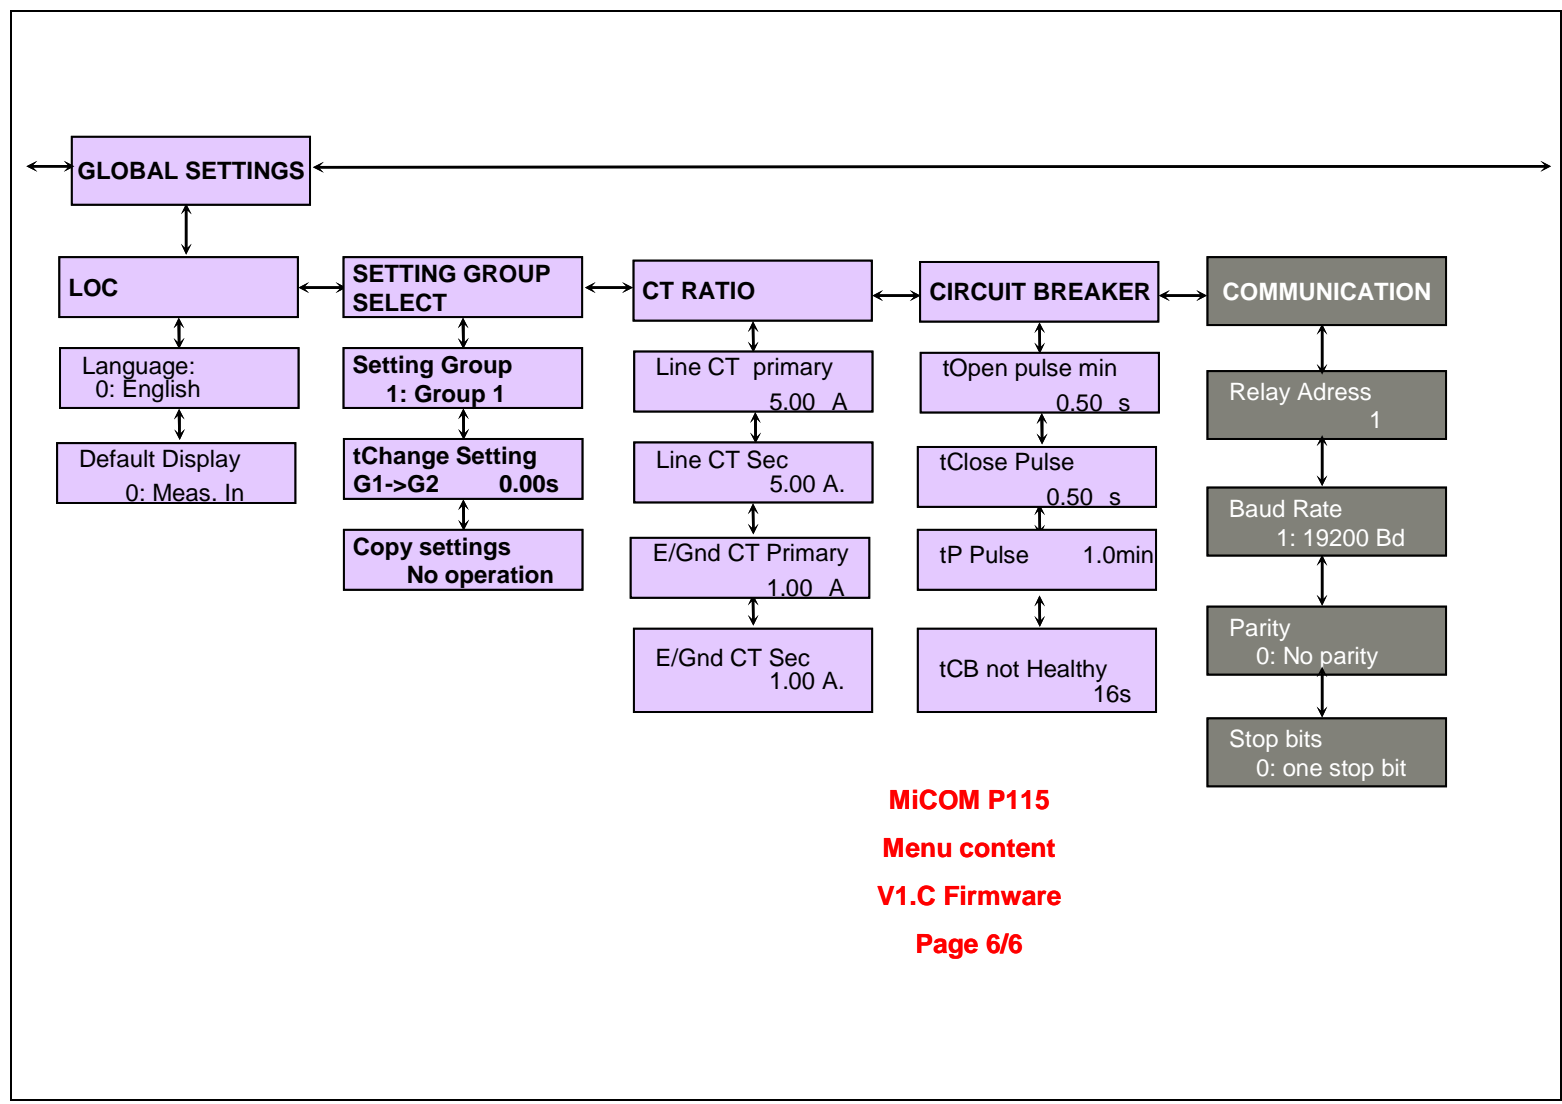 GLOBAL SETTINGS
LOC
Language:
0: English
Default Display
0: Meas. In
SETTING GROUP
SELECT
Setting Group
1: Group 1
tChange Setting
G1->G2 0.00s
Copy settings
No operation
CT RATIO
Line CT primary
5.00 A
Line CT Sec
5.00 A.
E/Gnd CT Primary
1.00 A
E/Gnd CT Sec
1.00 A.
CIRCUIT BREAKER
tOpen pulse min
0.50 s
tClose Pulse
0.50 s
tP Pulse 1.0min
tCB not Healthy
16s
COMMUNICATION
Relay Adress
1
Baud Rate
1: 19200 Bd
Parity
0: No parity
Stop bits
0: one stop bit
MiCOM P115
Menu content
V1.C Firmware
Page 6/6